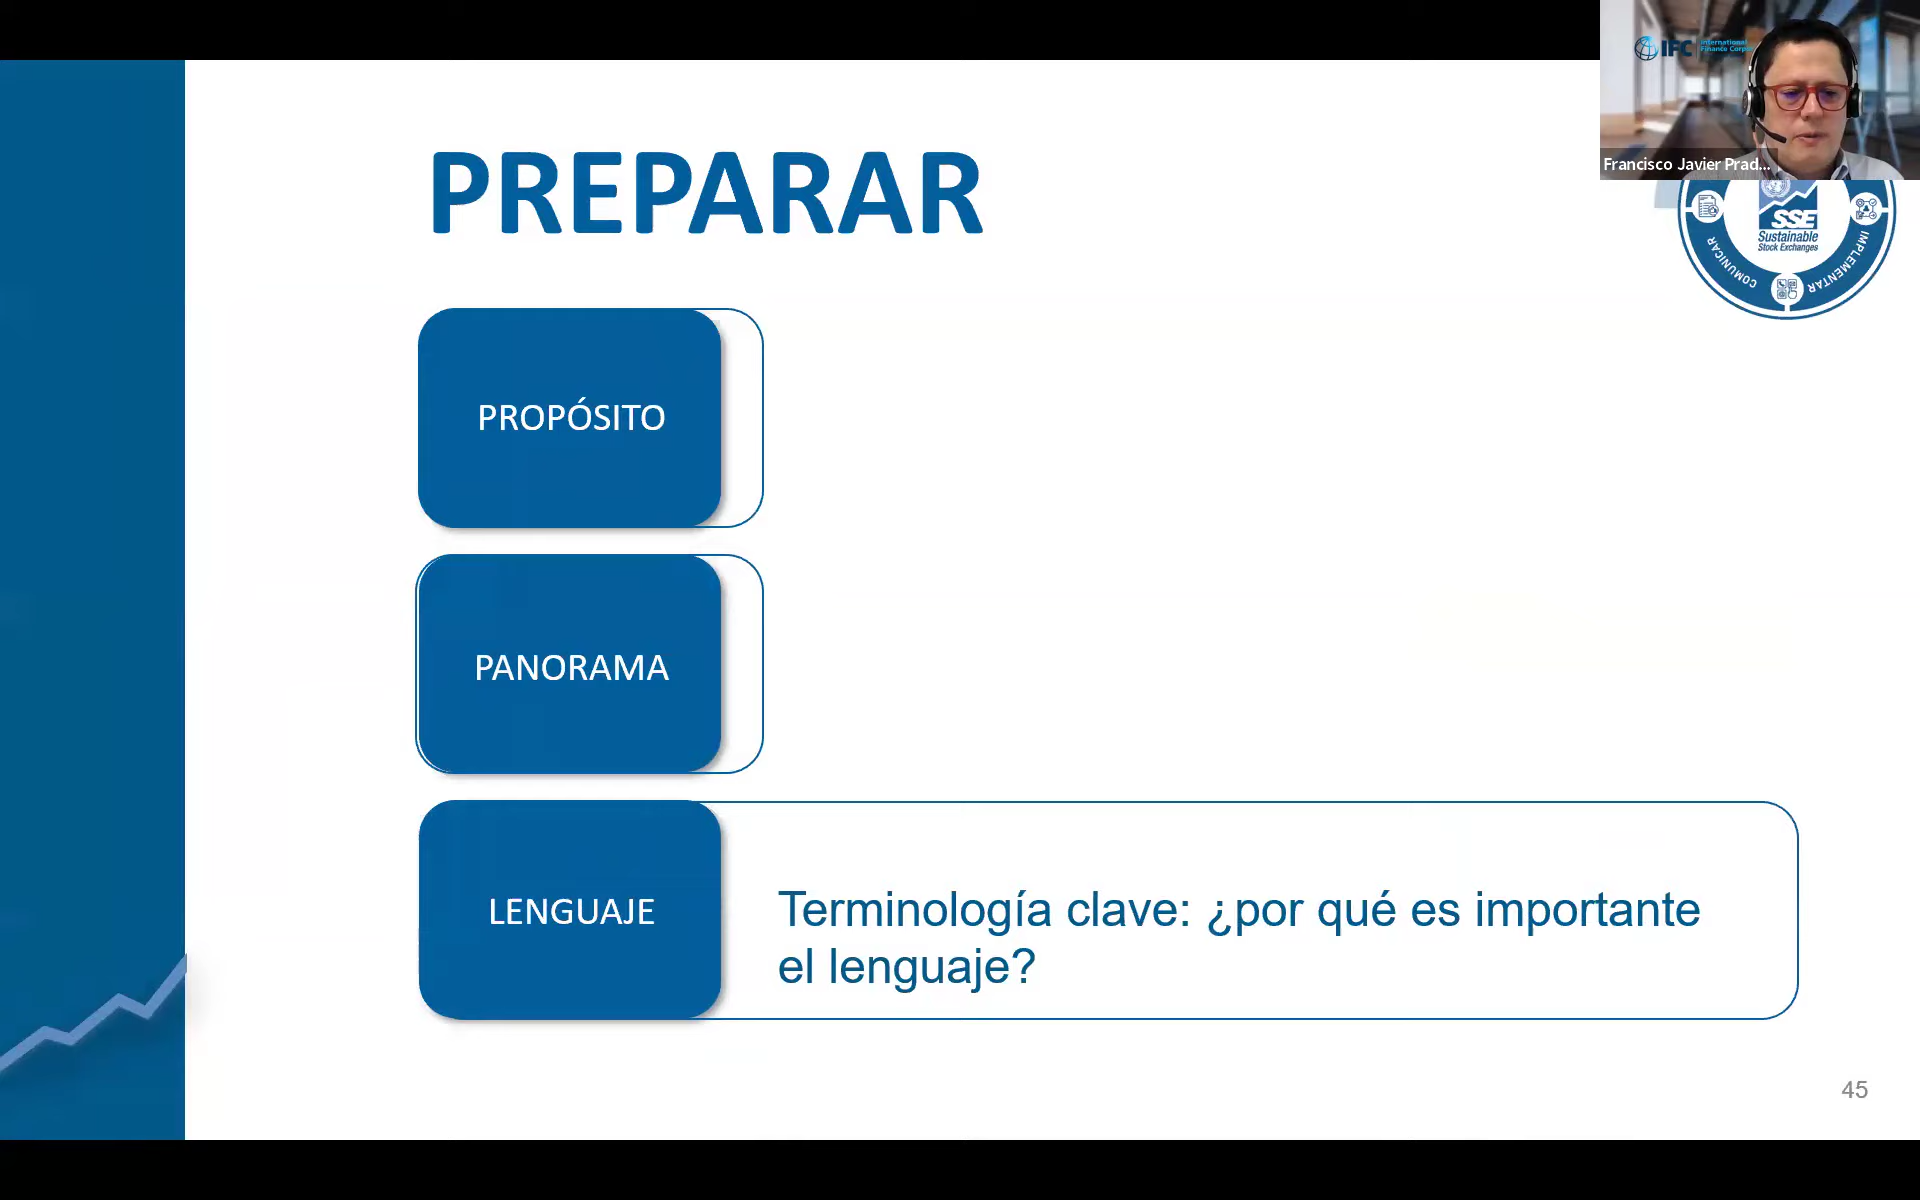 IFC International
Finance Corp
Francisco Javier Prad...
PREPARAR
SSE
Sustainable
Stock Exchanges
COMUNICAR
IMPLEMENTAR
PROPÓSITO
PANORAMA
LENGUAJE
Terminología clave: ¿por qué es importante
el lenguaje?
45